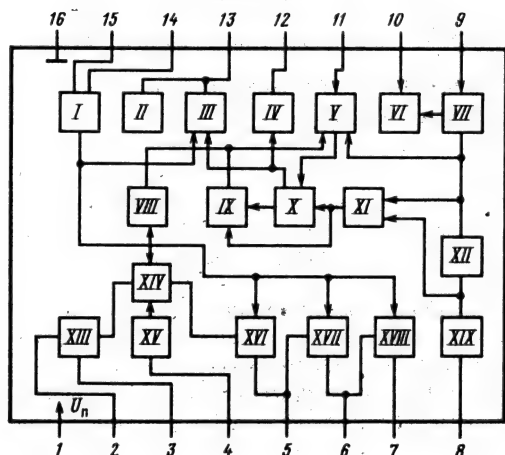 16 15 14 13 12 11 10 9
I II III IV V VI VII
VIII IX X XI
XII
XIV
XIII XV XVI XVII XVIII XIX
Uп
1 2 3 4 5 6 7 8